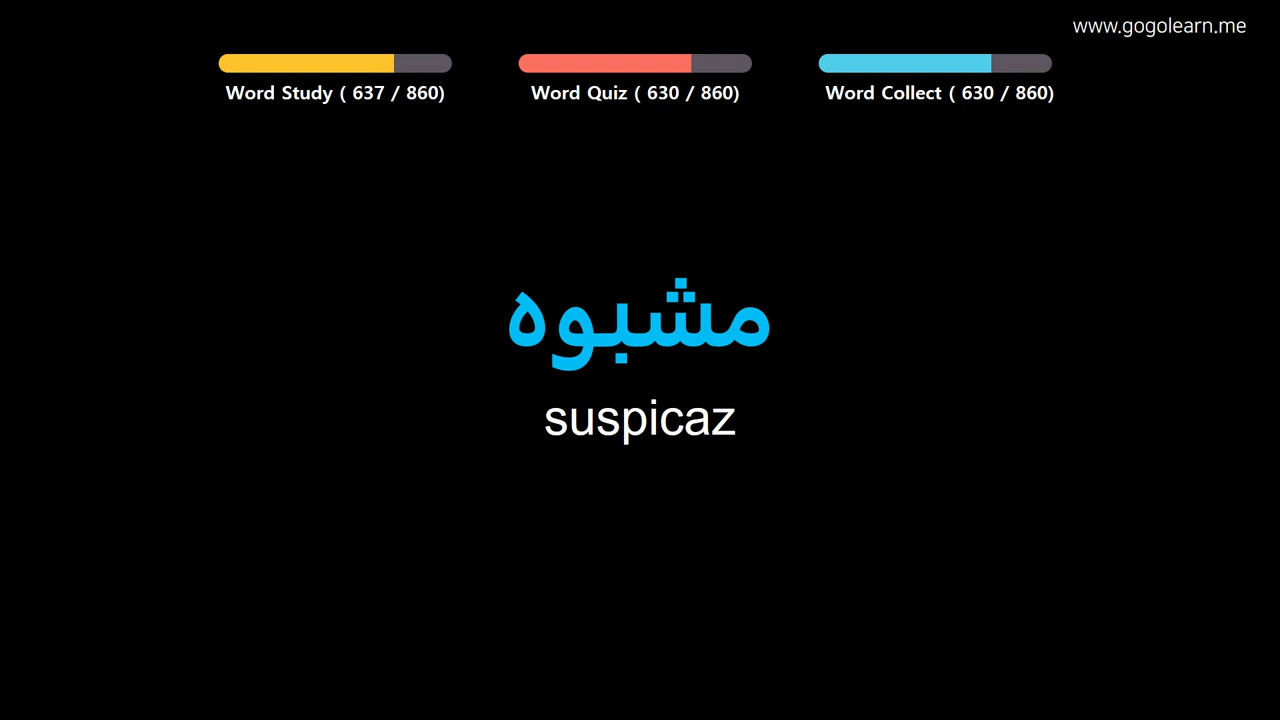 www.gogolearn.me
Word Study ( 637 / 860)
Word Quiz ( 630 / 860)
Word Collect ( 630 / 860)
مشبوه
suspicaz